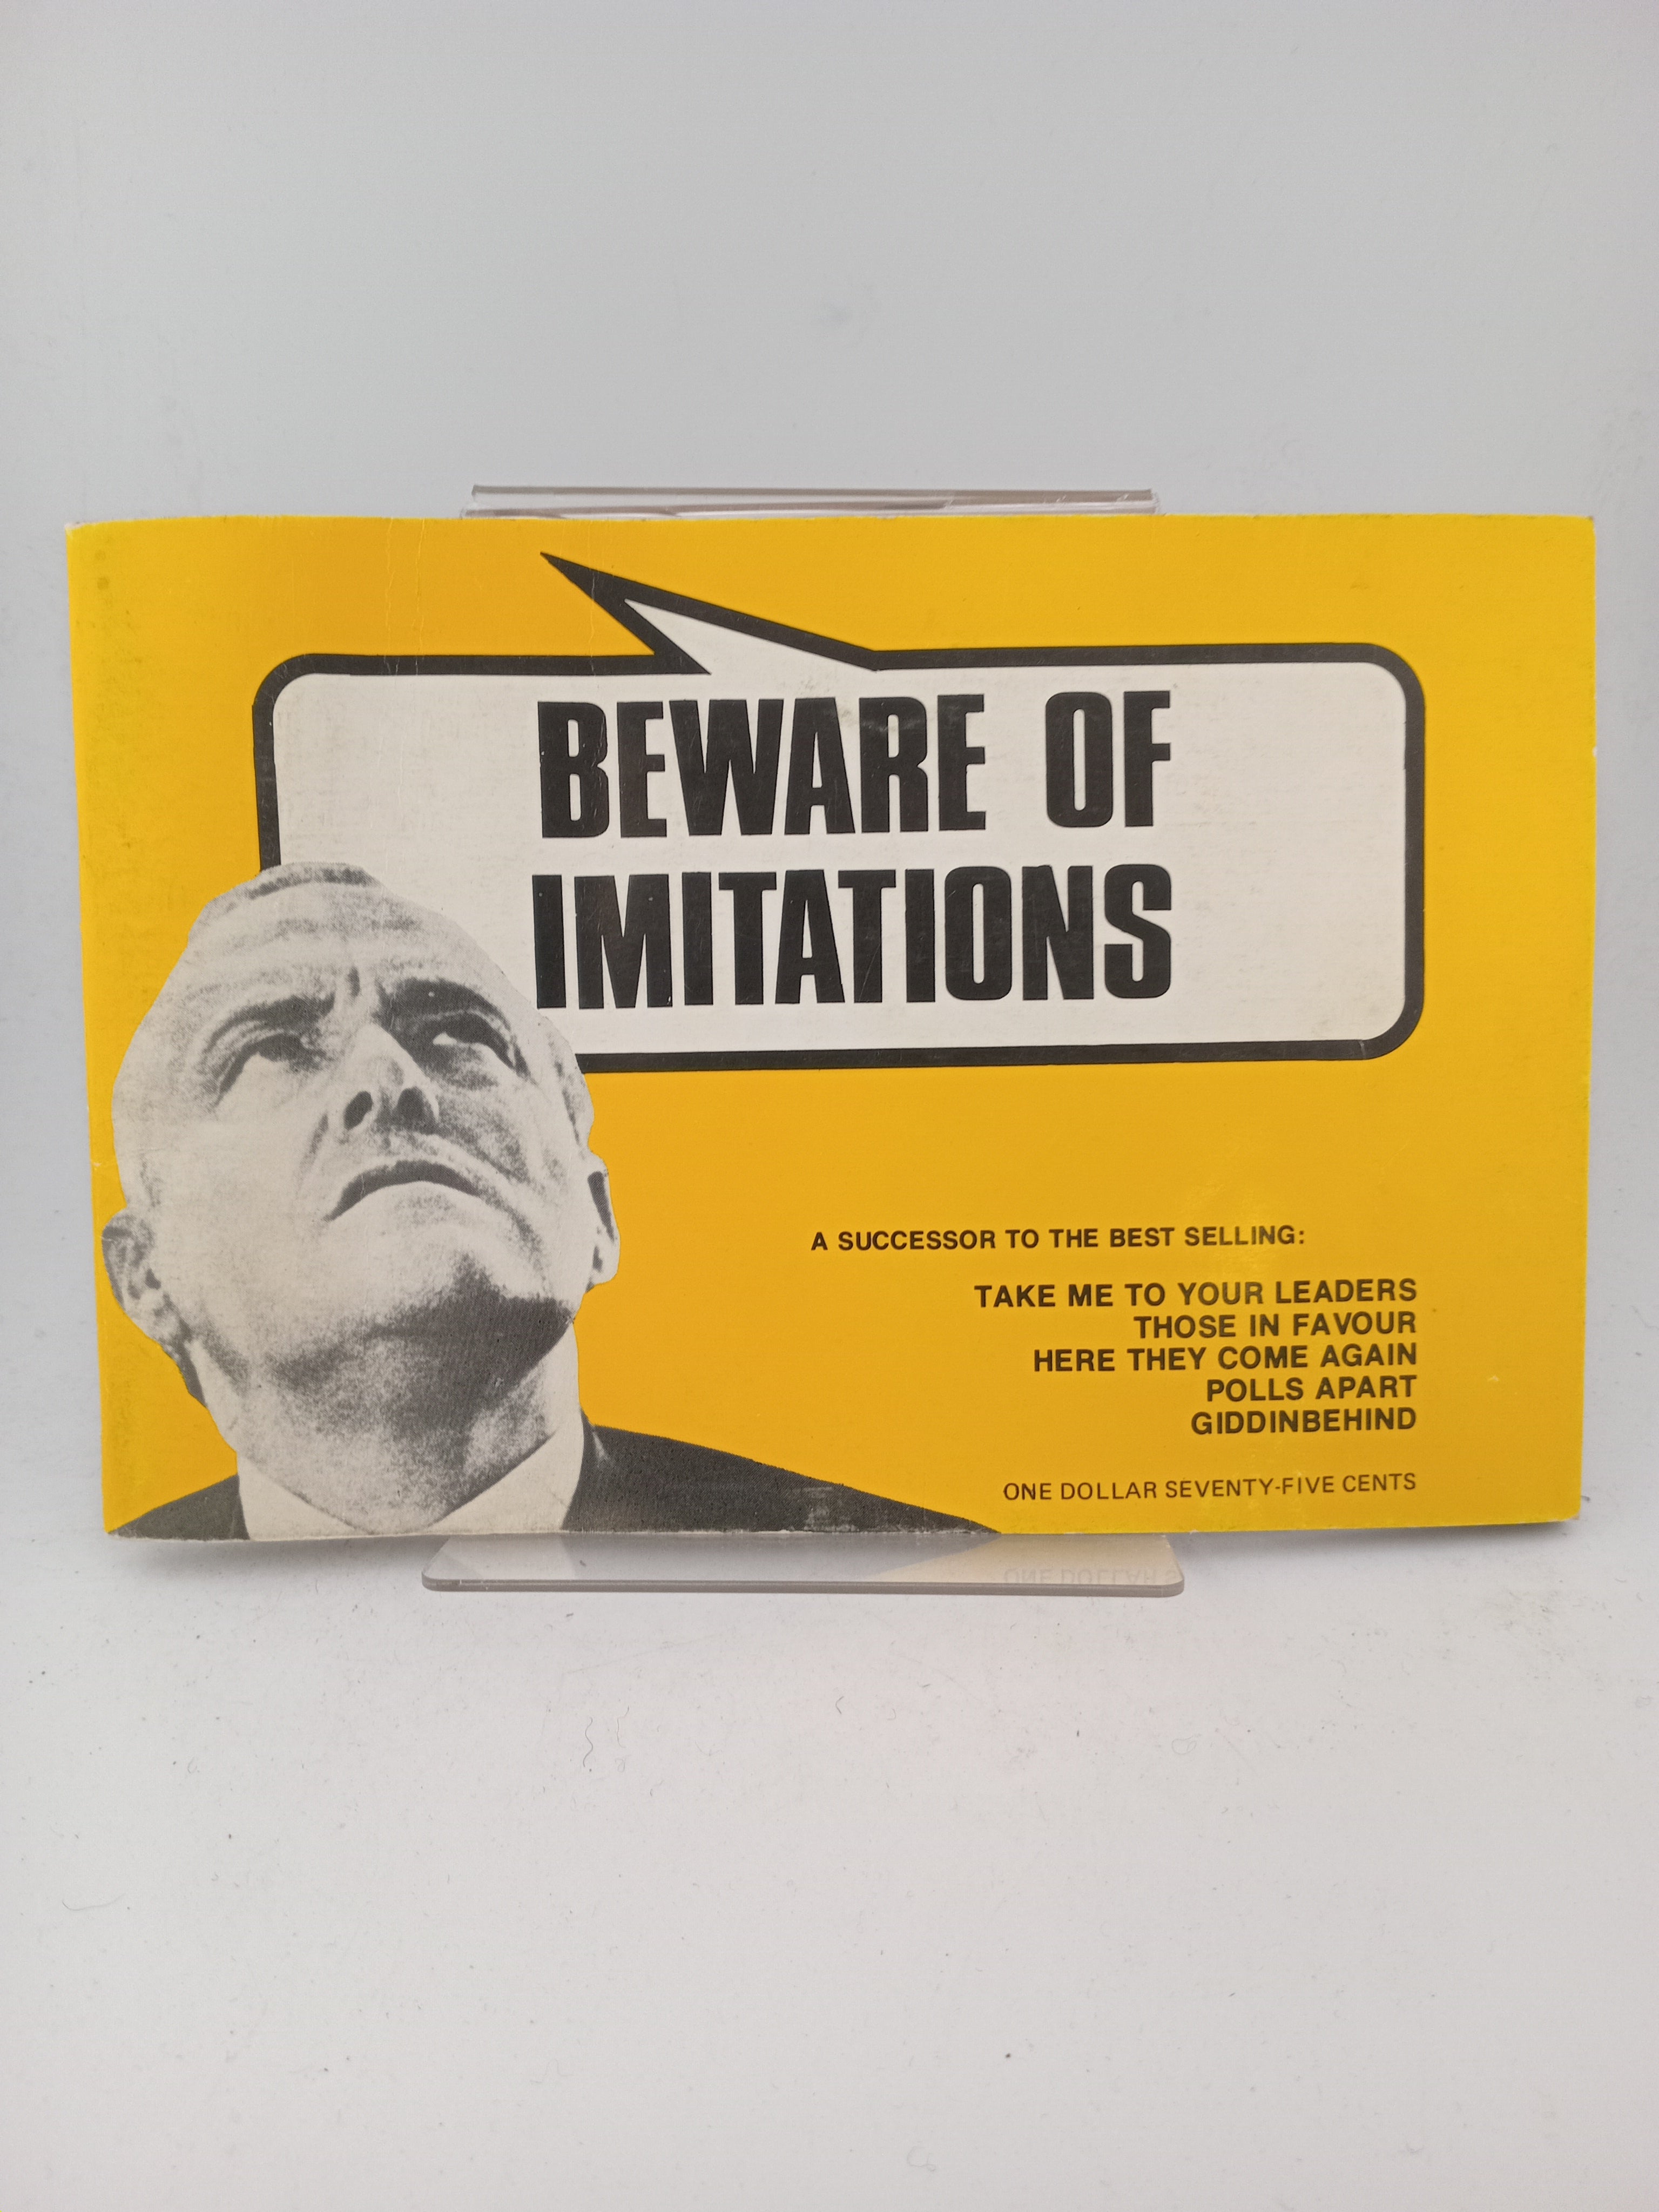 BEWARE OF
IMITATIONS
A SUCCESSOR TO THE BEST SELLING:
TAKE ME TO YOUR LEADERS
THOSE IN FAVOUR
HERE THEY COME AGAIN
POLLS APART
GIDDINBEHIND
ONE DOLLAR SEVENTY-FIVE CENTS